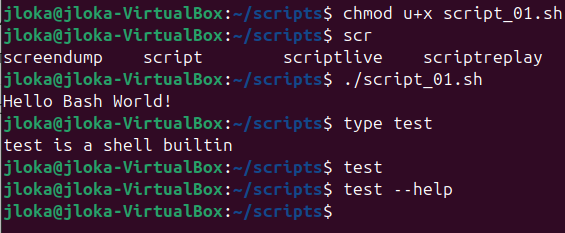 jloka@jloka-VirtualBox:~/scripts$ chmod u+x script_01.sh
jloka@jloka-VirtualBox:~/scripts$ scr
screendump    script        scriptlive    scriptreplay
jloka@jloka-VirtualBox:~/scripts$ ./script_01.sh
Hello Bash World!
jloka@jloka-VirtualBox:~/scripts$ type test
test is a shell builtin
jloka@jloka-VirtualBox:~/scripts$ test
jloka@jloka-VirtualBox:~/scripts$ test --help
jloka@jloka-VirtualBox:~/scripts$